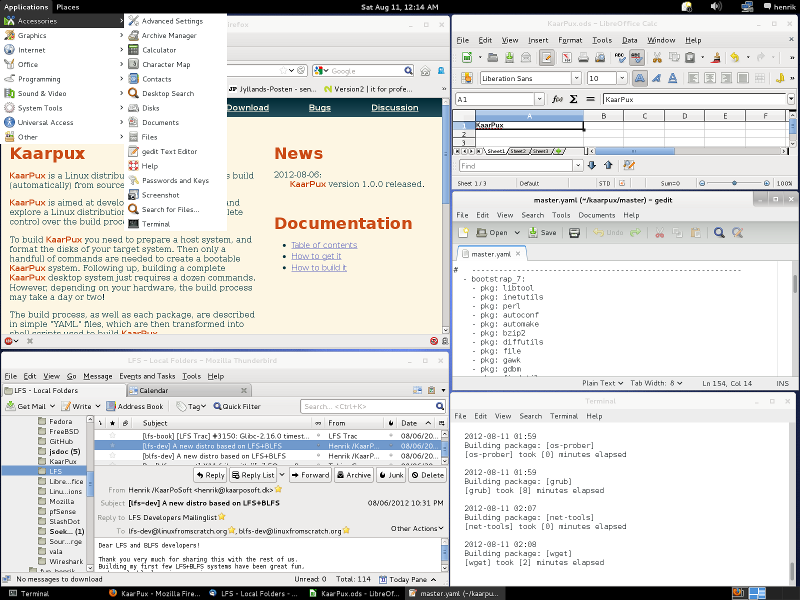 Applications Places
Sat Aug 11, 12:14 AM
henrik
Accessories
Graphics
Internet
Office
Programming
Sound & Video
System Tools
Universal Access
Other
Advanced Settings
Archive Manager
Calculator
Character Map
Contacts
Desktop Search
Disks
Documents
Files
gedit Text Editor
Help
Passwords and Keys
Screenshot
Search for Files...
Terminal
Google
Jyllands-Posten - sen...
Version2 | it for profe...
Download Bugs Discussion
Kaarpux
KaarPux is a Linux distribu
build
(automatically) from source
KaarPux is aimed at develop
and
explore a Linux distribution
plete
control over the build proce
To build KaarPux you need to prepare a host system, and
format the disks of your target system. Then only a
handful of commands are needed to create a bootable
KaarPux system. Following up, building a complete
KaarPux desktop system just requires a dozen commands.
However, depending on your hardware, the build process
may take a day or two!
The build process, as well as each package, are described
in simple "YAML" files, which are then transformed into
shell scripts used to build KaarPux
News
2012-08-06:
KaarPux version 1.0.0 released.
Documentation
Table of contents
How to get it
How to build it
KaarPux.ods - LibreOffice Calc
File Edit View Insert Format Tools Data Window Help
Liberation Sans 10
A1 KaarPux
A B C D E F
1 KaarPux
2
3
Sheet1 Sheet2 Sheet3
Find
Sheet 1 / 3 Default STD Sum=0 100%
master.yaml (~/kaarpux/master) - gedit
File Edit View Search Tools Documents Help
Open Save Undo
master.yaml
# ----------------------------------------
- bootstrap_7:
- pkg: libtool
- pkg: inetutils
- pkg: perl
- pkg: autoconf
- pkg: automake
- pkg: bzip2
- pkg: diffutils
- pkg: file
- pkg: gawk
- pkg: gdbm
Plain Text Tab Width: 8 Ln 154, Col 14 INS
LFS - Local Folders - Mozilla Thunderbird
File Edit View Go Message Events and Tasks Tools Help
LFS - Local Folders
Calendar
Get Mail Write Address Book Tag Quick Filter Search... <Ctrl+K>
Fedora
FreeBSD
GitHub
jsdoc (5)
KaarPux
LFS
Libre...fice
Linu...ions
Mozilla
pfSense
SlashDot
Soek... (1)
Sour...rge
vala
Wireshark
Subject From Date
[lfs-book] [LFS Trac] #3150: Glibc-2.16.0 timest... LFS Trac 08/06/20...
[lfs-dev] A new distro based on LFS+BLFS Henrik /KaarP... 08/06/20...
[blfs-dev] A new distro based on LFS+BLFS Henrik /KaarP... 08/06/20...
Reply Reply List Forward Archive Junk Delete
From Henrik /KaarPoSoft <henrik@kaarposoft.dk>
Subject [lfs-dev] A new distro based on LFS+BLFS 08/06/2012 10:31 PM
Reply to LFS Developers Mailinglist
To lfs-dev@linuxfromscratch.org, blfs-dev@linuxfromscratch.org Other Actions
Dear LFS and BLFS developers!
Thank you very much for sharing this with the rest of us.
Building my first few LFS+BLFS systems have been great fun.
No messages to download Unread: 0 Total: 114 Today Pane
Terminal
File Edit View Search Terminal Help
2012-08-11 01:59
Building package: [os-prober]
[os-prober] took [0] minutes elapsed
2012-08-11 01:59
Building package: [grub]
[grub] took [8] minutes elapsed
2012-08-11 02:07
Building package: [net-tools]
[net-tools] took [0] minutes elapsed
2012-08-11 02:08
Building package: [wget]
[wget] took [2] minutes elapsed
Terminal
KaarPux - Mozilla Fire...
LFS - Local Folders - ...
KaarPux.ods - LibreOf...
master.yaml (~/kaarpu...